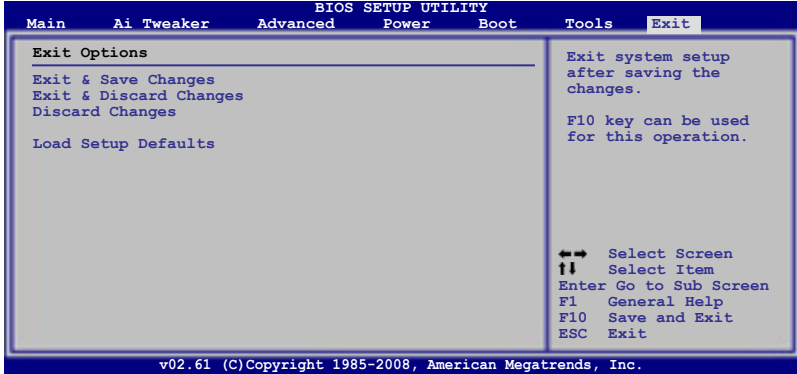 BIOS SETUP UTILITY
Main Ai Tweaker Advanced Power Boot Tools Exit
Exit Options
Exit & Save Changes
Exit & Discard Changes
Discard Changes
Load Setup Defaults
Exit system setup
after saving the
changes.
F10 key can be used
for this operation.
←→ Select Screen
↑↓ Select Item
Enter Go to Sub Screen
F1 General Help
F10 Save and Exit
ESC Exit
v02.61 (C)Copyright 1985-2008, American Megatrends, Inc.